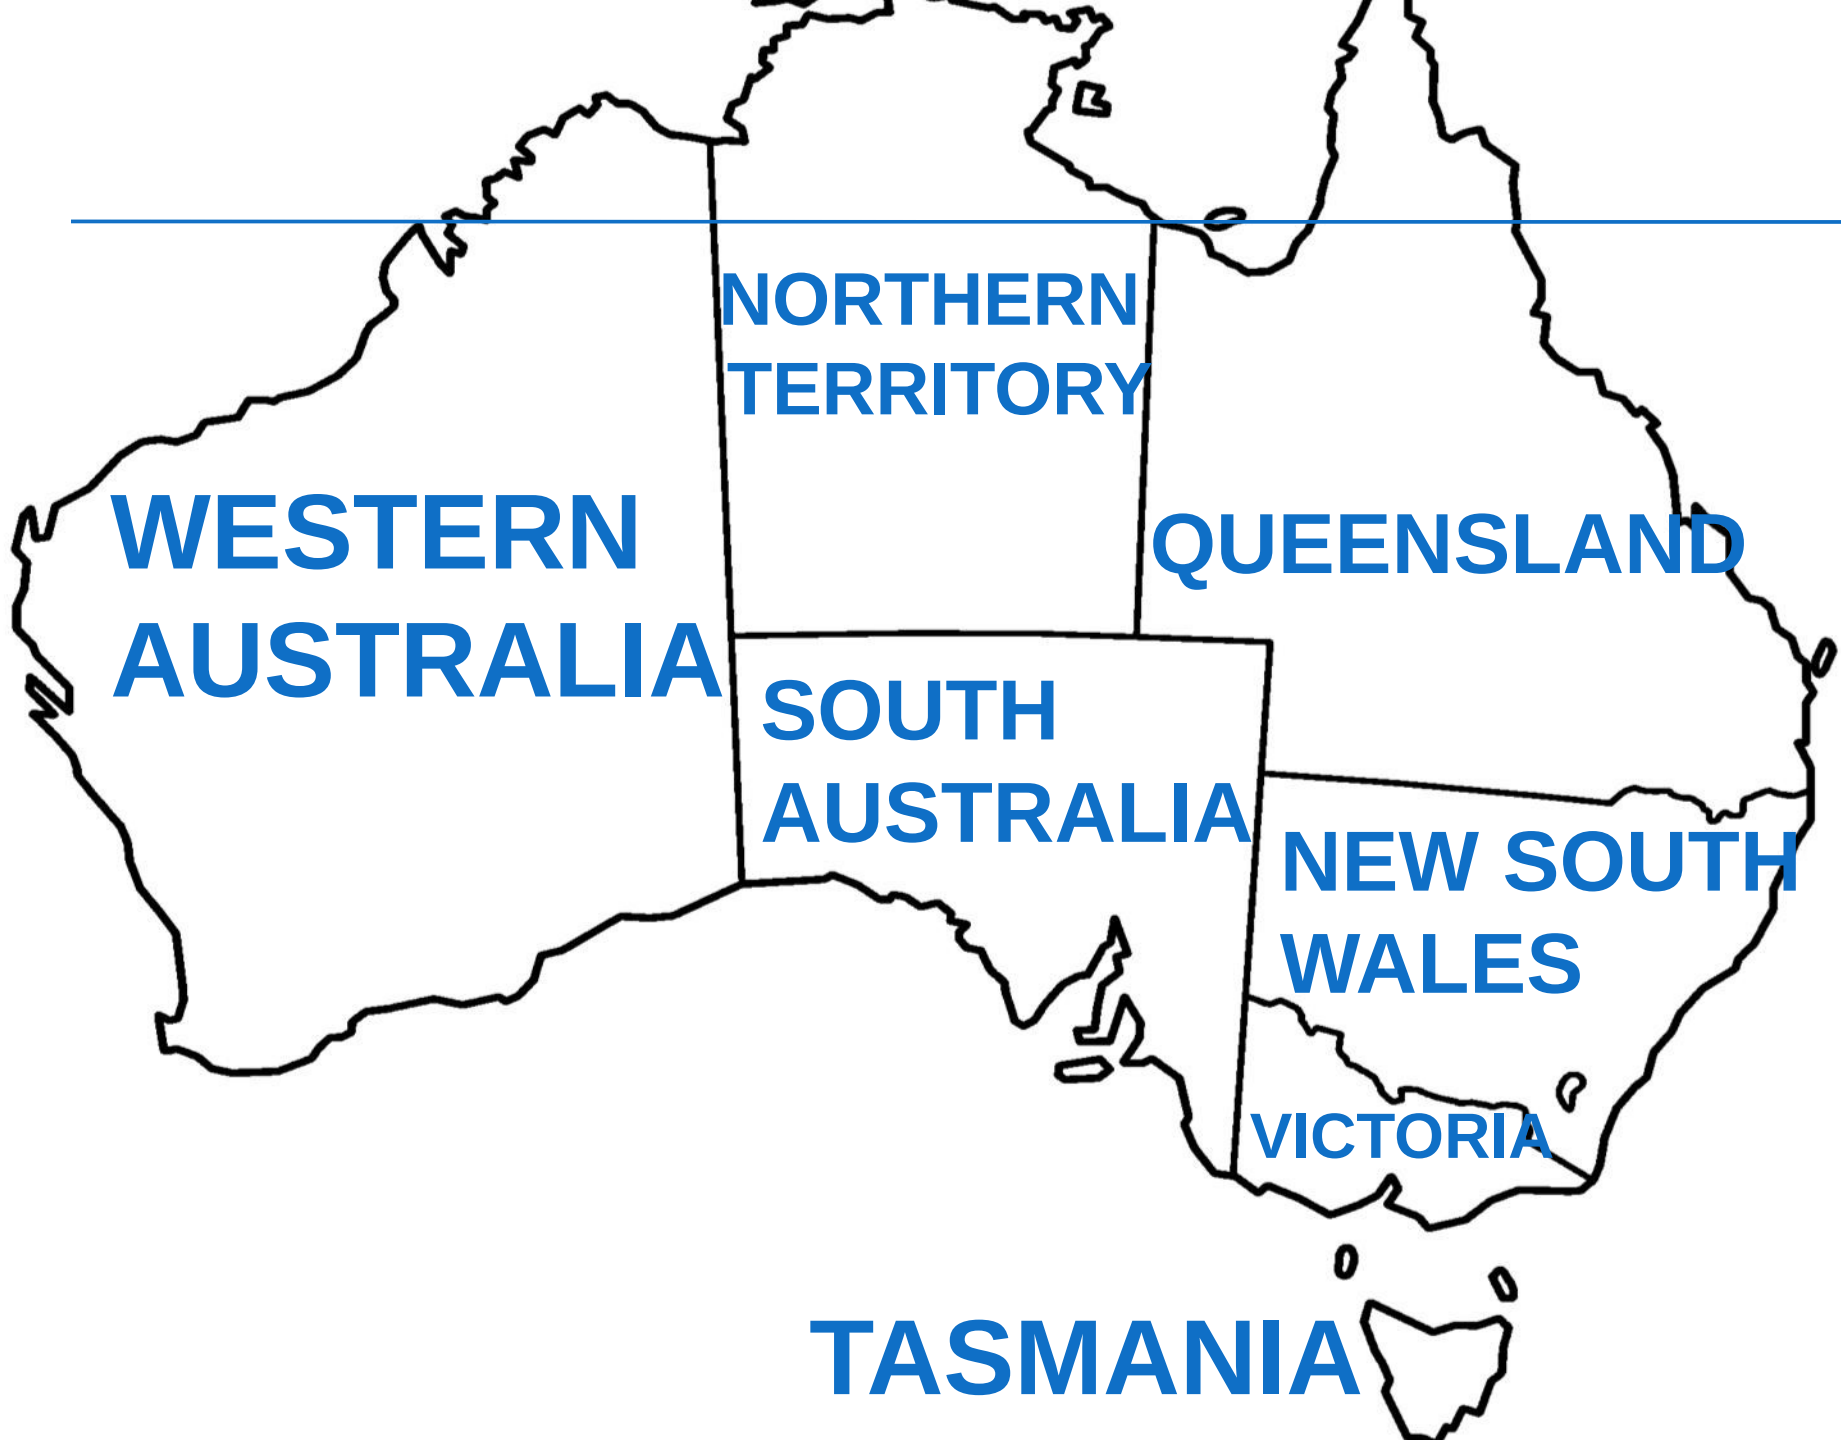 NORTHERN
TERRITORY
WESTERN
AUSTRALIA
QUEENSLAND
SOUTH
AUSTRALIA
NEW SOUTH
WALES
VICTORIA
TASMANIA